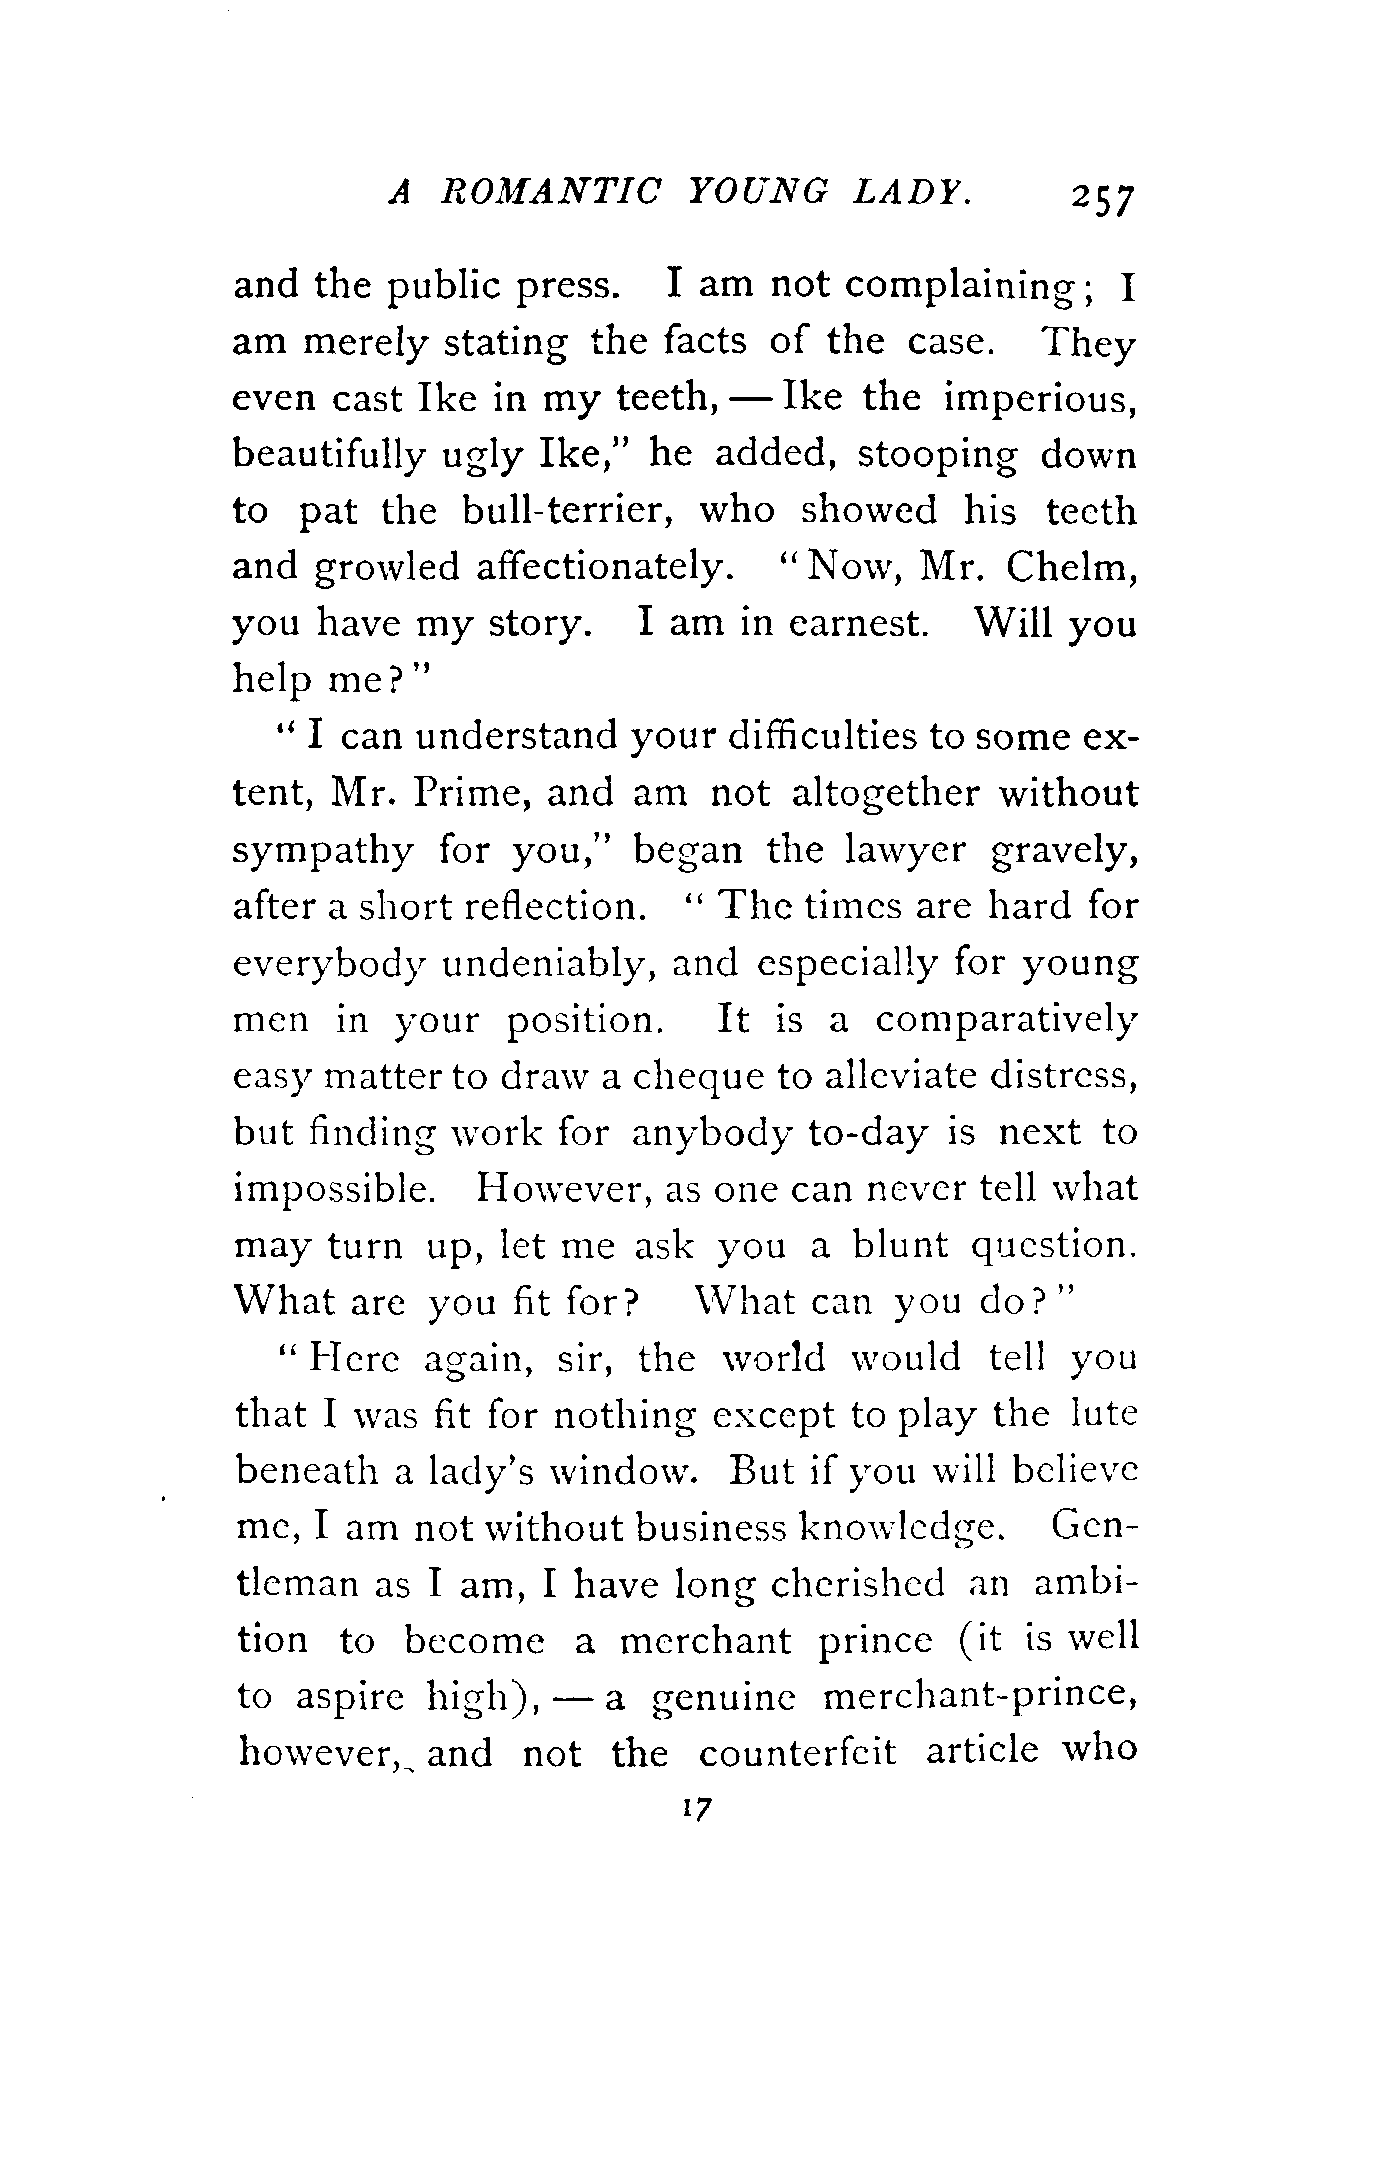 A ROMANTIC YOUNG LADY. 257
and the public press. I am not complaining; I
am merely stating the facts of the case. They
even cast Ike in my teeth, — Ike the imperious,
beautifully ugly Ike," he added, stooping down
to pat the bull-terrier, who showed his teeth
and growled affectionately. "Now, Mr. Chelm,
you have my story. I am in earnest. Will you
help me?"
"I can understand your difficulties to some ex-
tent, Mr. Prime, and am not altogether without
sympathy for you," began the lawyer gravely,
after a short reflection. "The times are hard for
everybody undeniably, and especially for young
men in your position. It is a comparatively
easy matter to draw a cheque to alleviate distress,
but finding work for anybody to-day is next to
impossible. However, as one can never tell what
may turn up, let me ask you a blunt question.
What are you fit for? What can you do?"
"Here again, sir, the world would tell you
that I was fit for nothing except to play the lute
beneath a lady's window. But if you will believe
me, I am not without business knowledge. Gen-
tleman as I am, I have long cherished an ambi-
tion to become a merchant prince (it is well
to aspire high), — a genuine merchant-prince,
however, and not the counterfeit article who
17